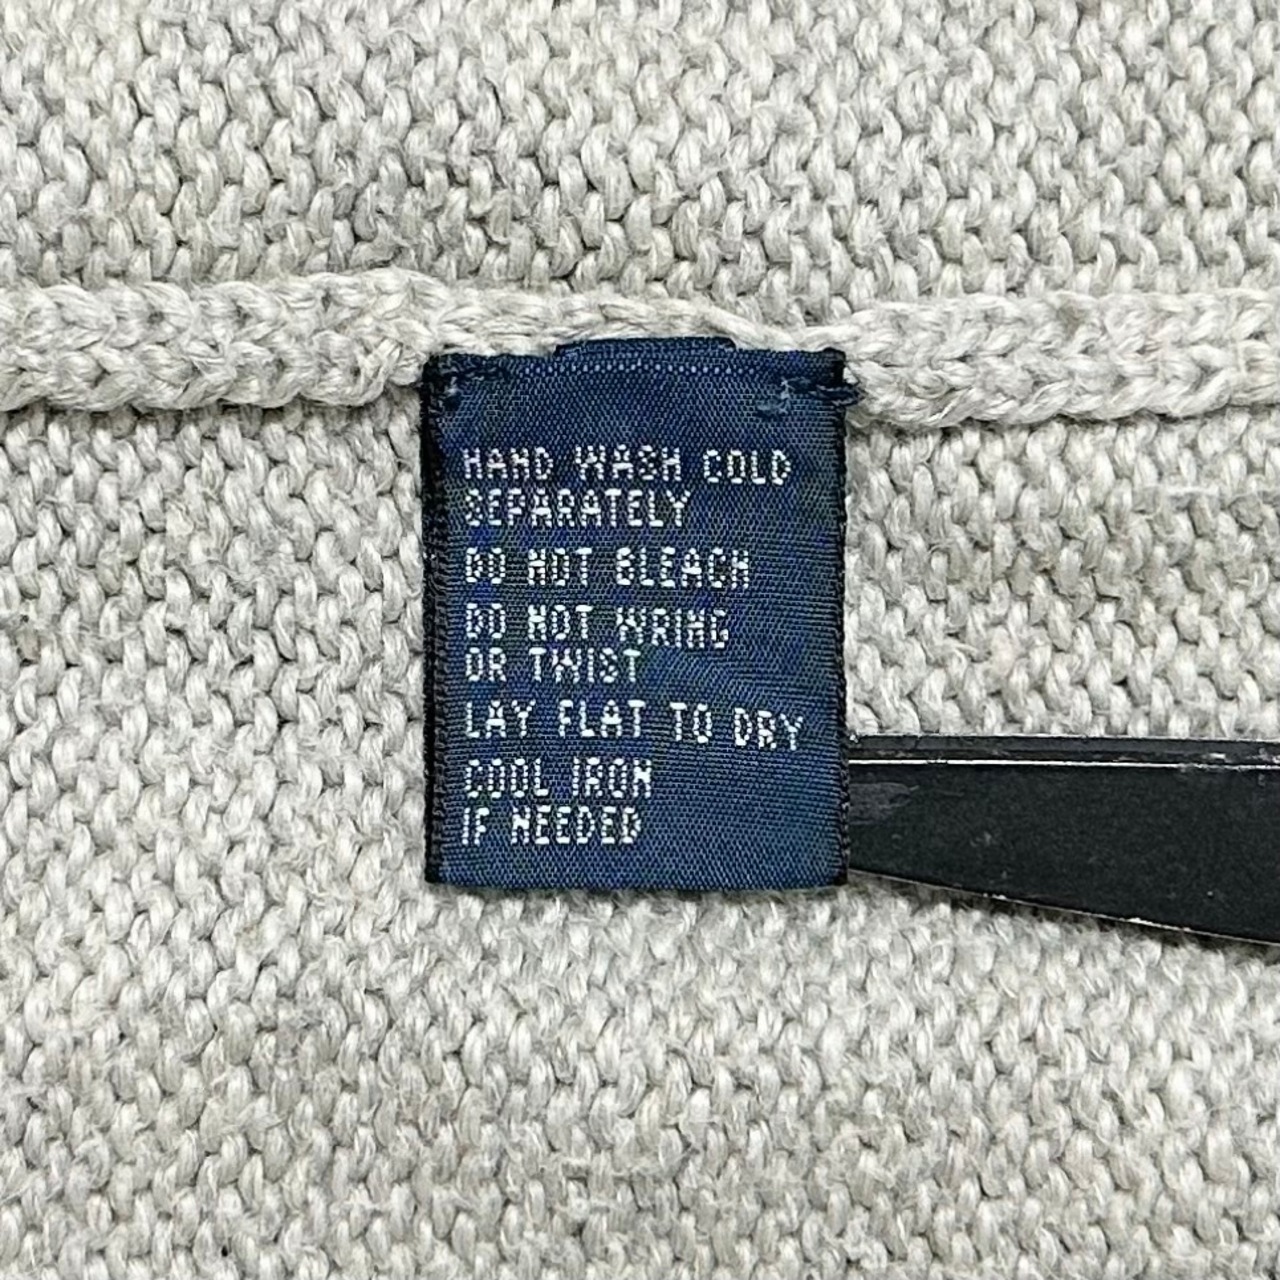 HAND WASH COLD
SEPARATELY
DO NOT BLEACH
DO NOT WRING
OR TWIST
LAY FLAT TO DRY
COOL IRON
IF NEEDED